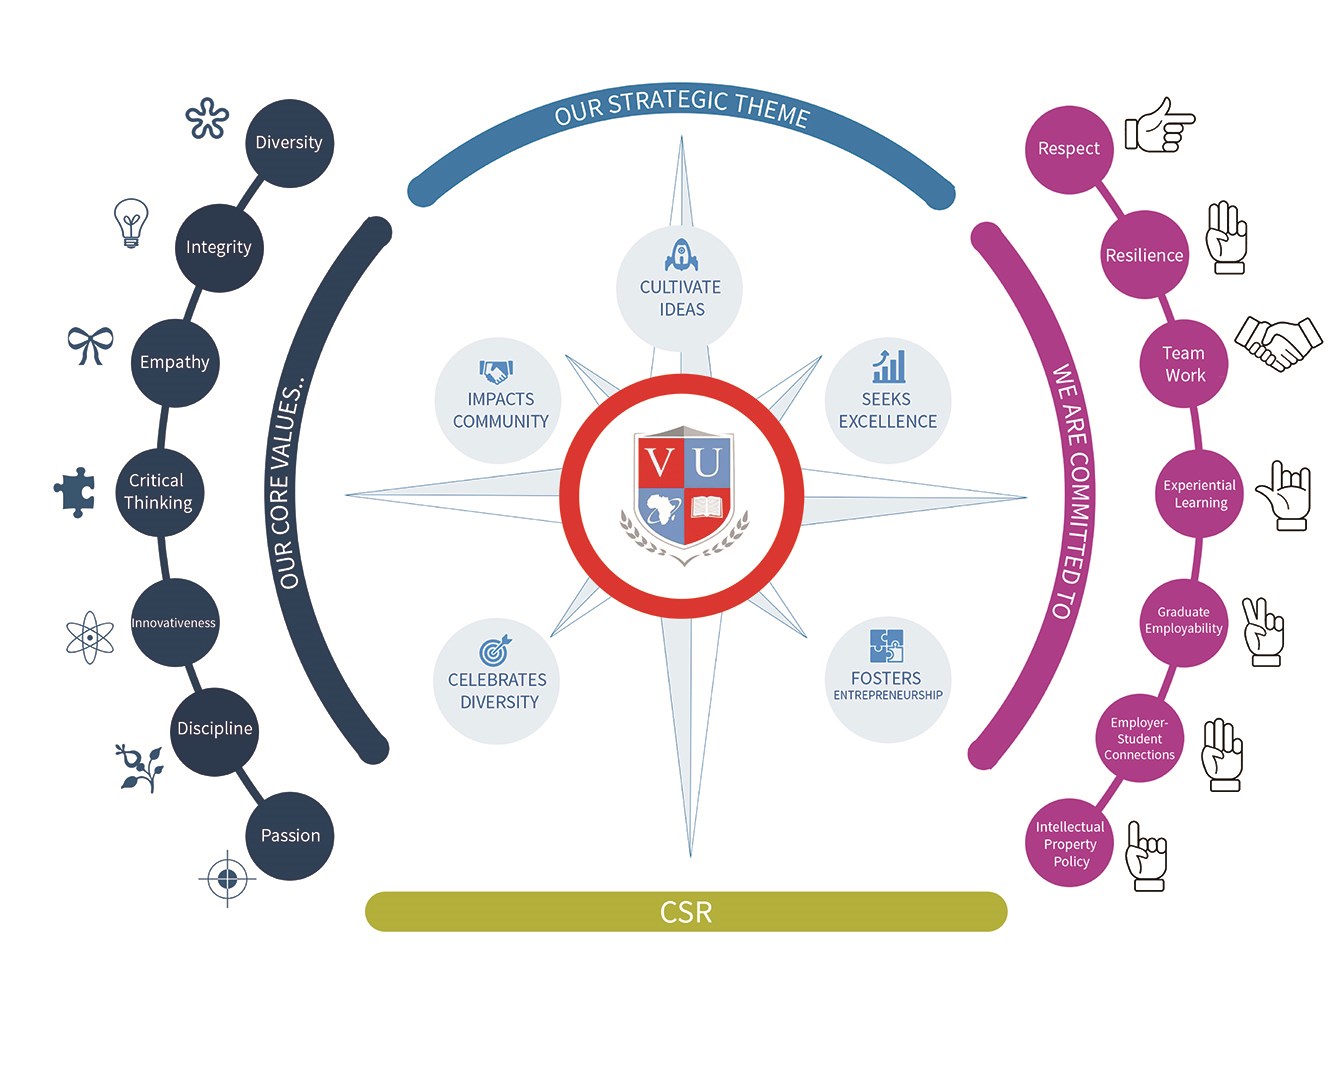 OUR STRATEGIC THEME
OUR CORE VALUES..
Diversity
Integrity
Empathy
Critical
Thinking
Innovativeness
Discipline
Passion
CULTIVATE
IDEAS
IMPACTS
COMMUNITY
SEEKS
EXCELLENCE
V U
CELEBRATES
DIVERSITY
FOSTERS
ENTREPRENEURSHIP
WE ARE COMMITTED TO
Respect
Resilience
Team
Work
Experiential
Learning
Graduate
Employability
Employer-
Student
Connections
Intellectual
Property
Policy
CSR